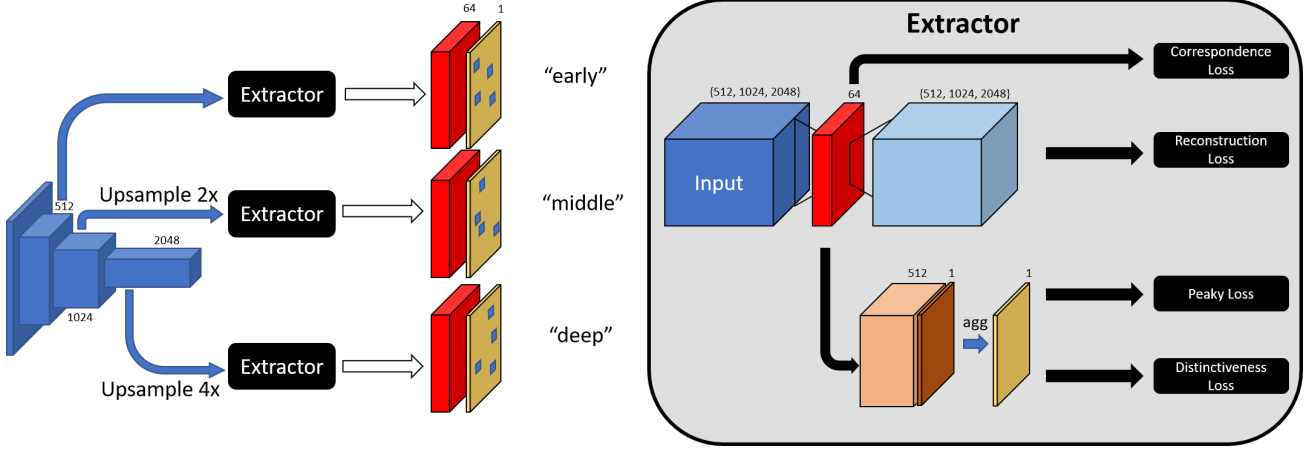 64
1
Extractor
"early"
Upsample 2x
512
Extractor
"middle"
2048
1024
Extractor
"deep"
Upsample 4x
Extractor
Correspondence
Loss
{512, 1024, 2048}
64
{512, 1024, 2048}
Reconstruction
Loss
Input
512
1
1
agg
Peaky Loss
Distinctiveness
Loss